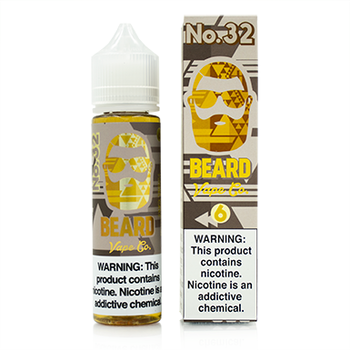 No.32
BEARD
Vape Co.
WARNING: This
product contains
nicotine. Nicotine is an
addictive chemical.
No.32
BEARD
Vape Co.
6
WARNING:
This product
contains
nicotine.
Nicotine is an
addictive
chemical.